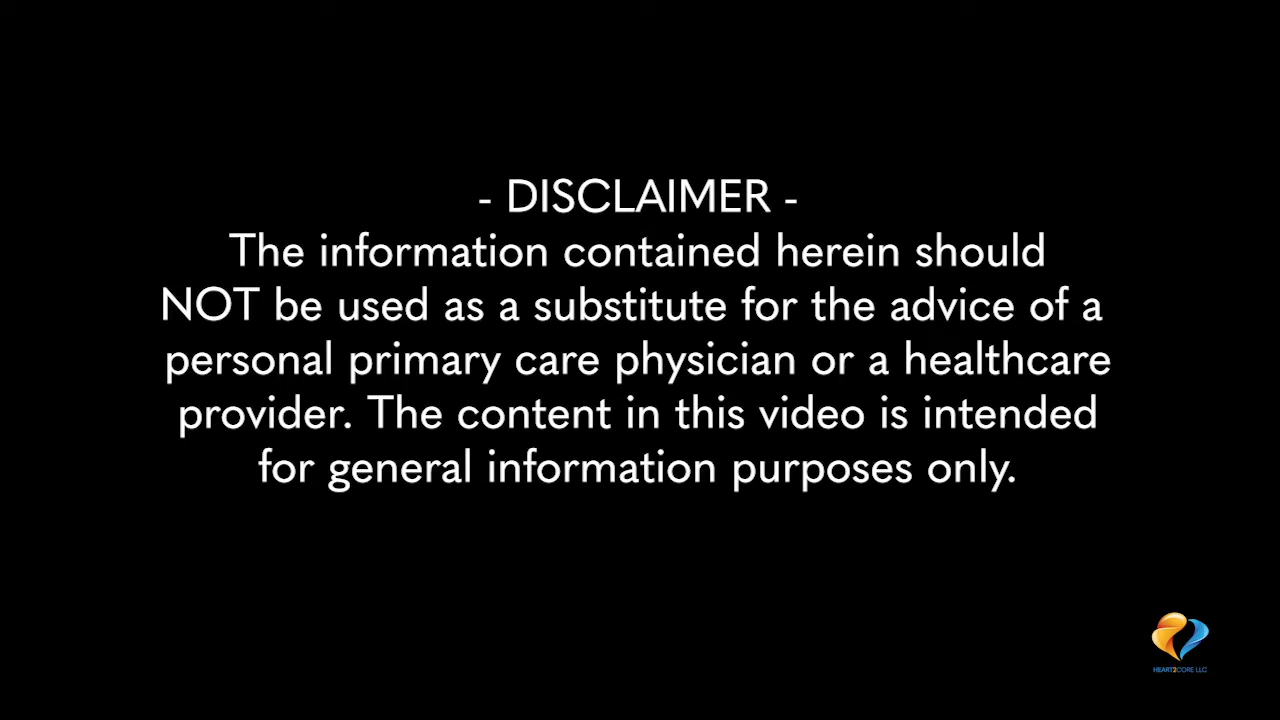 - DISCLAIMER -
The information contained herein should
NOT be used as a substitute for the advice of a
personal primary care physician or a healthcare
provider. The content in this video is intended
for general information purposes only.
HEART2CORE LLC